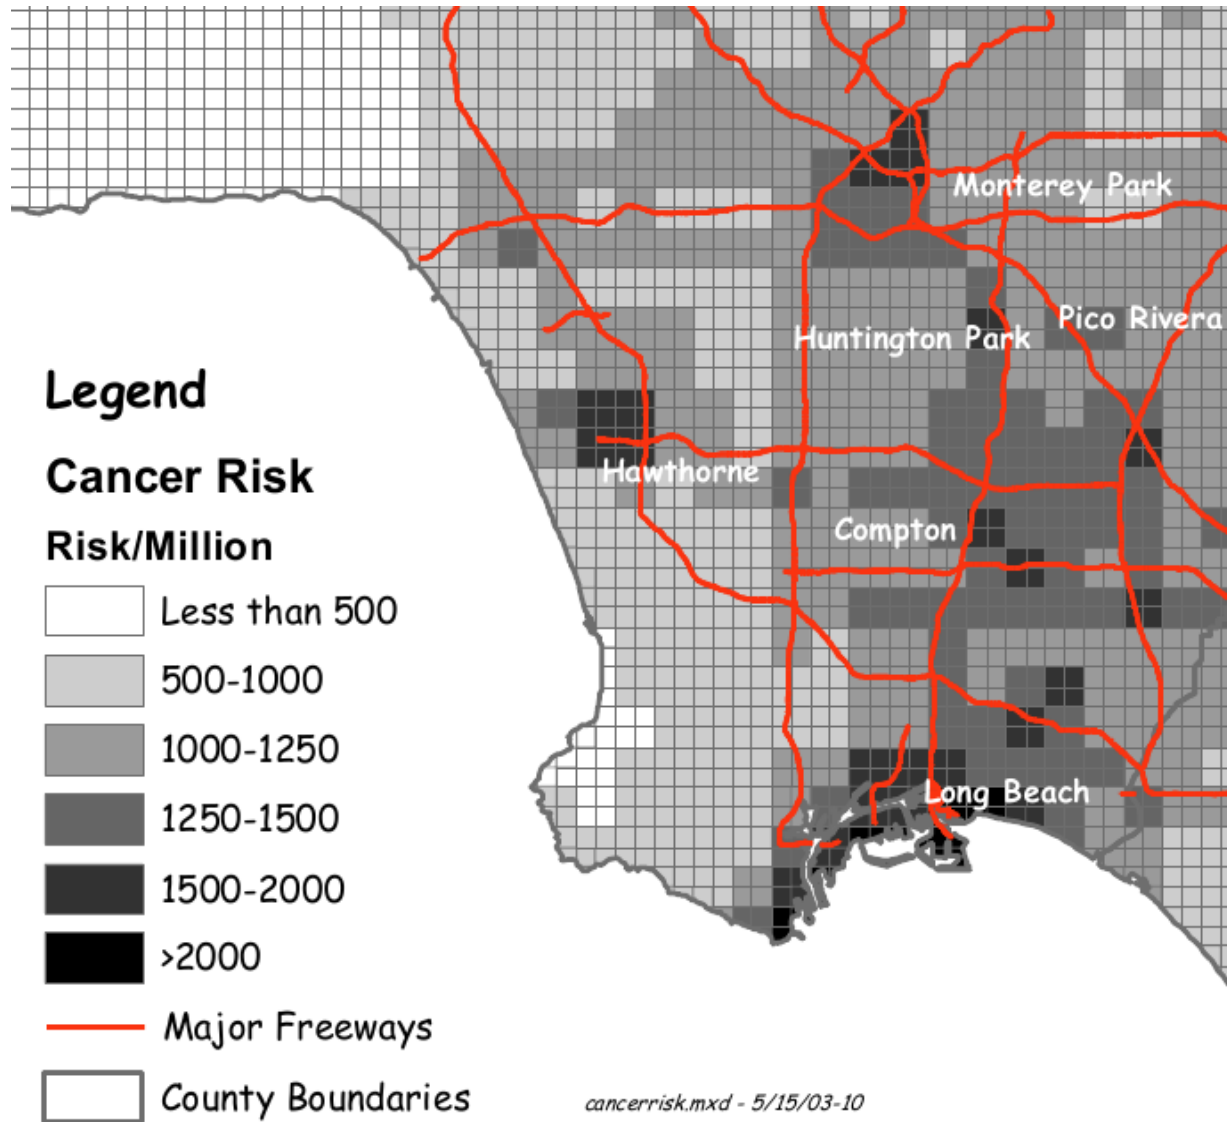 Monterey Park
Pico Rivera
Huntington Park
Legend
Cancer Risk
Hawthorne
Risk/Million
Compton
Less than 500
500-1000
1000-1250
Long Beach
1250-1500
1500-2000
>2000
Major Freeways
County Boundaries
cancerrisk.mxd - 5/15/03-10